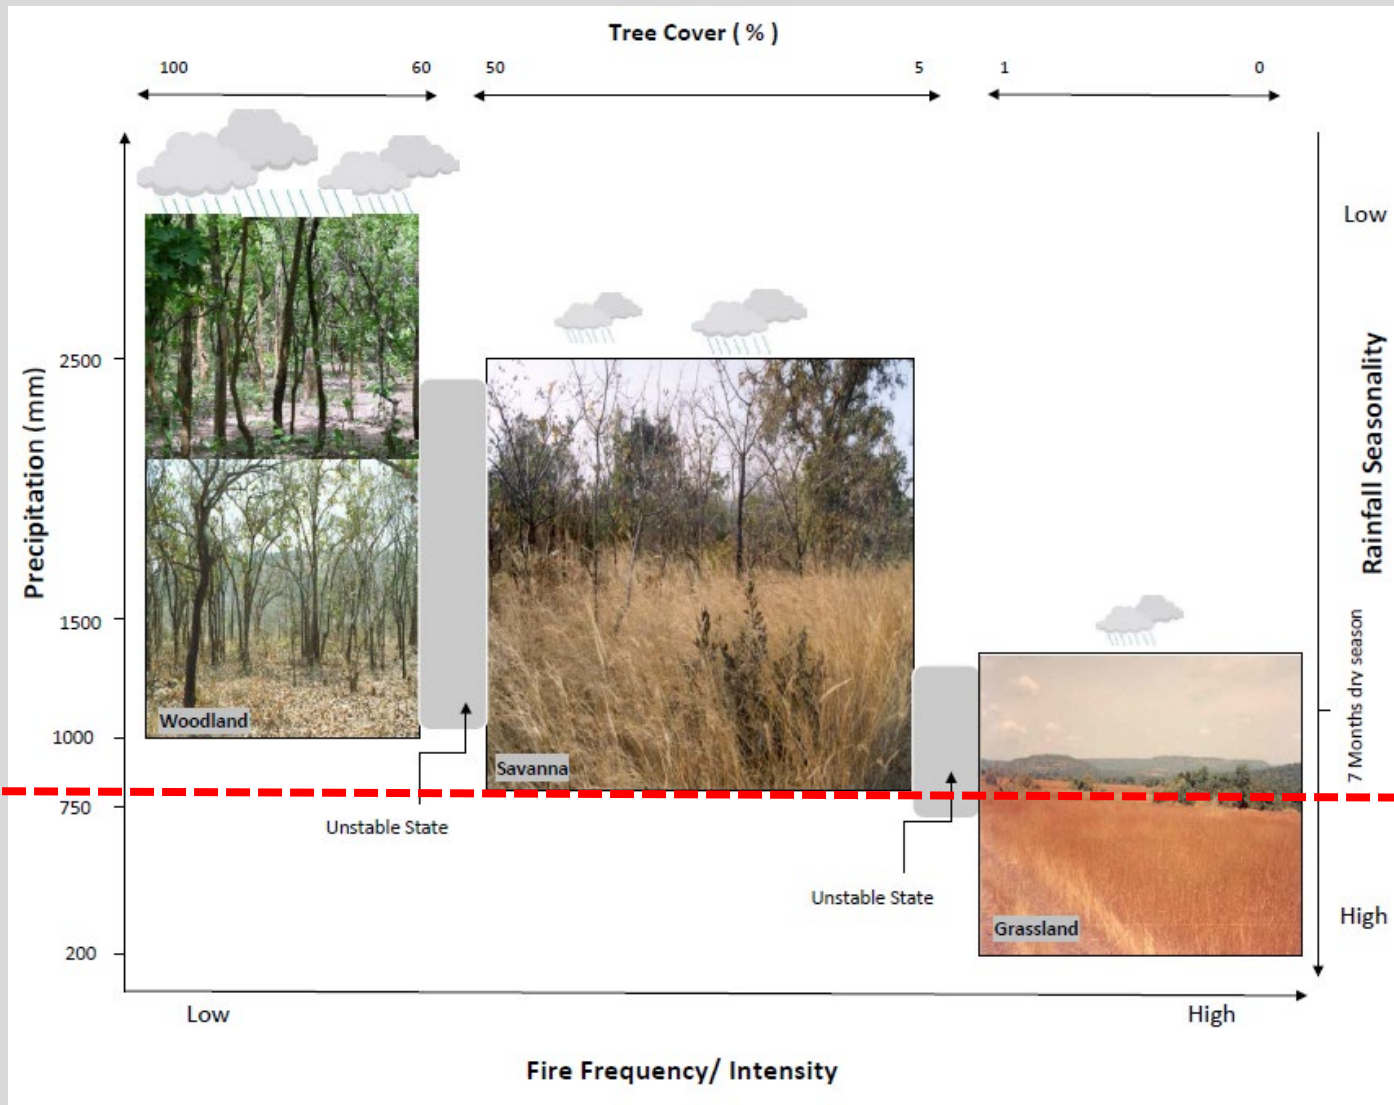 Tree Cover ( % )
100
60
50
5
1
0
Low
2500
Precipitation (mm)
Rainfall Seasonality
1500
7 Months dry season
Woodland
1000
Savanna
750
Unstable State
Unstable State
High
Grassland
200
Low
High
Fire Frequency/ Intensity